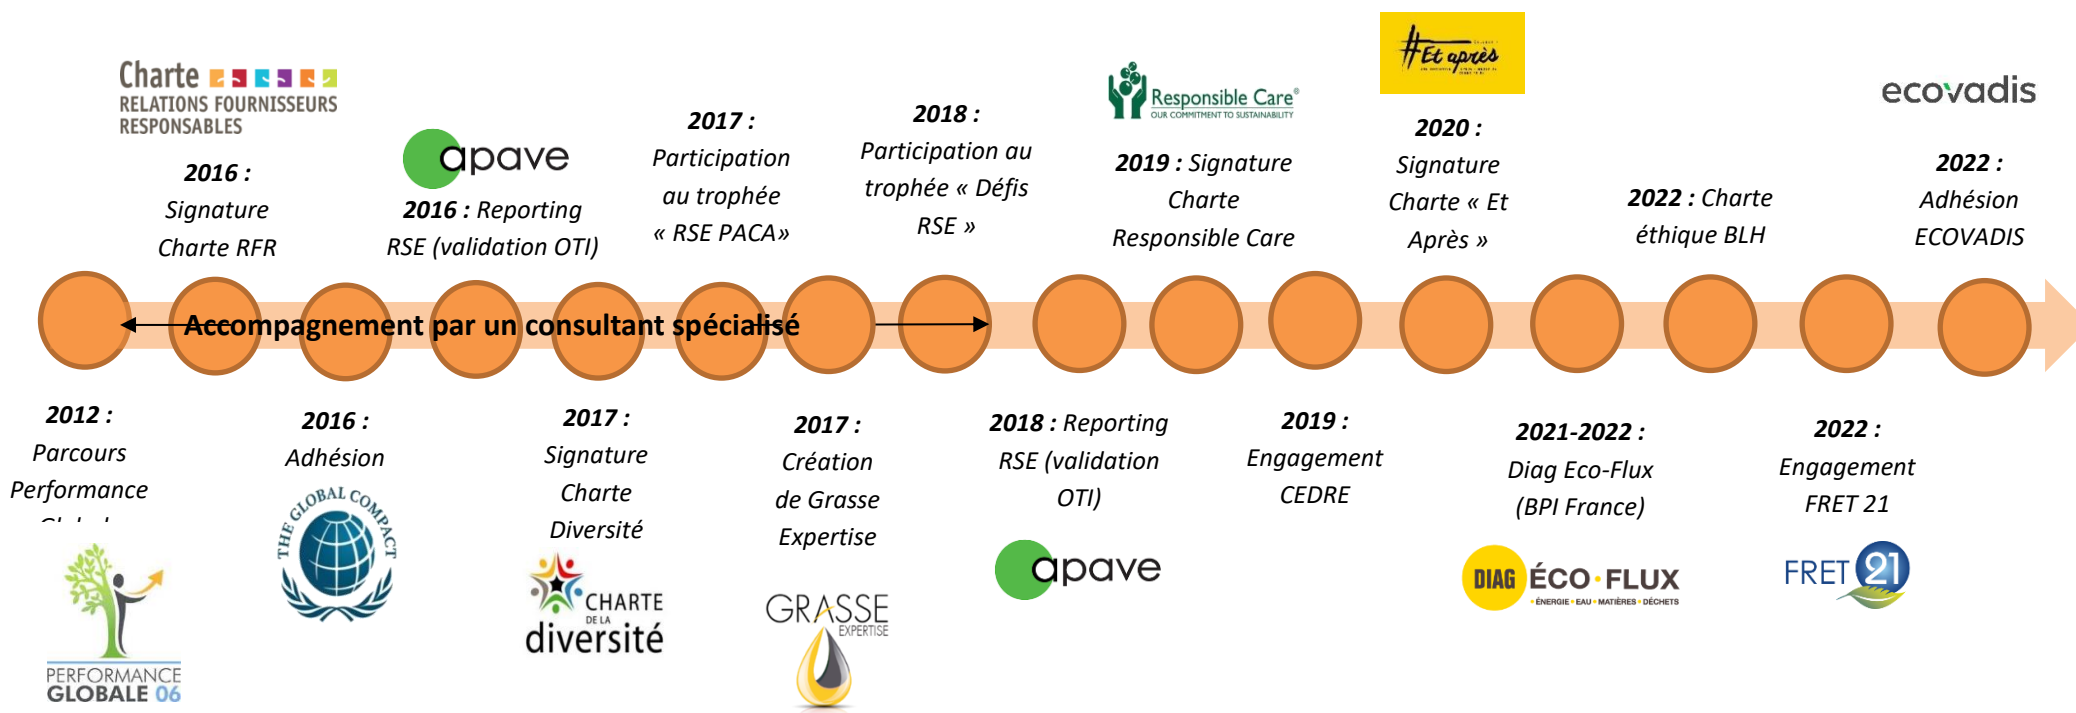 Charte
RELATIONS FOURNISSEURS
RESPONSABLES
2016 :
Signature
Charte RFR
apave
2016 : Reporting
RSE (validation OTI)
2017 :
Participation
au trophée
« RSE PACA»
2018 :
Participation au
trophée « Défis
RSE »
Responsible Care®
OUR COMMITMENT TO SUSTAINABILITY
2019 : Signature
Charte
Responsible Care
#Et après
2020 :
Signature
Charte « Et
Après »
2022 : Charte
éthique BLH
ecovadis
2022 :
Adhésion
ECOVADIS
Accompagnement par un consultant spécialisé
2012 :
Parcours
Performance
PERFORMANCE
GLOBALE 06
2016 :
Adhésion
THE GLOBAL COMPACT
2017 :
Signature
Charte
Diversité
CHARTE
DE LA
diversité
2017 :
Création
de Grasse
Expertise
GRASSE
EXPERTISE
2018 : Reporting
RSE (validation
OTI)
apave
2019 :
Engagement
CEDRE
2021-2022 :
Diag Eco-Flux
(BPI France)
DIAG ÉCO•FLUX
•ÉNERGIE•EAU•MATIÈRES•DÉCHETS
2022 :
Engagement
FRET 21
FRET 21